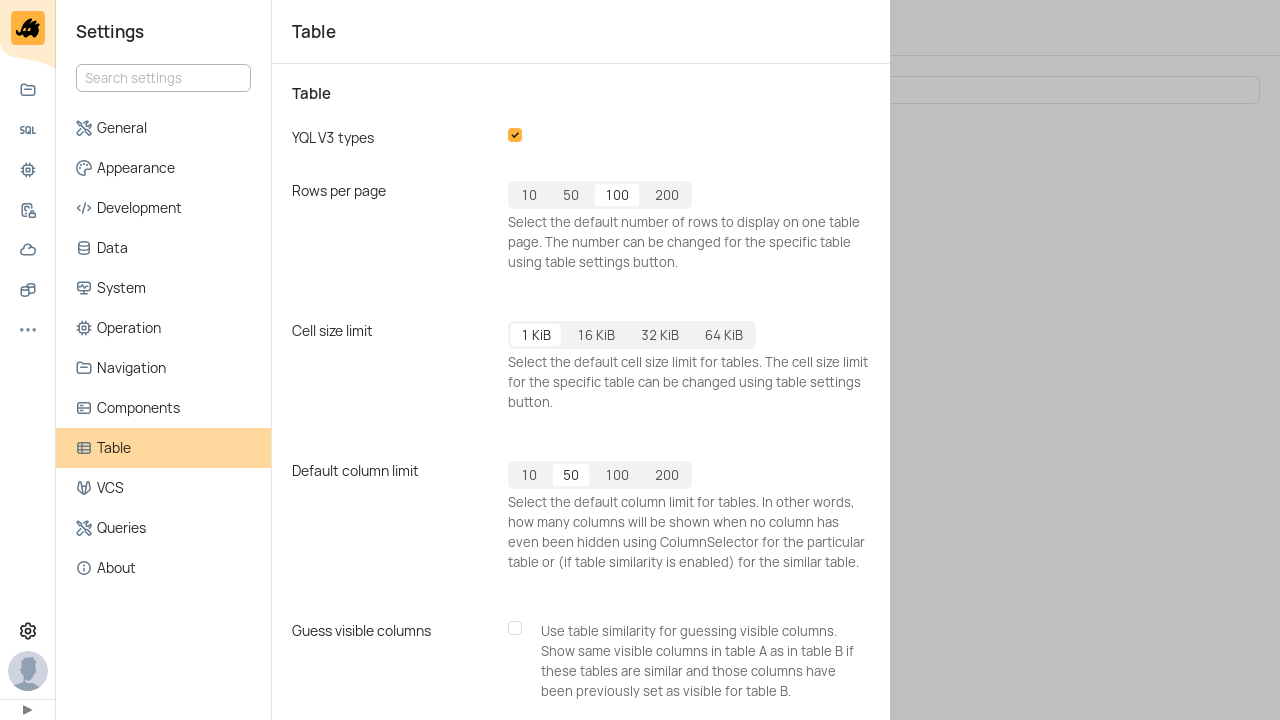 Settings
Search settings
General
Appearance
Development
Data
System
Operation
Navigation
Components
Table
VCS
Queries
About
SQL
Table
Table
YQL V3 types
Rows per page
10 50 100 200
Select the default number of rows to display on one table
page. The number can be changed for the specific table
using table settings button.
Cell size limit
1 KiB 16 KiB 32 KiB 64 KiB
Select the default cell size limit for tables. The cell size limit
for the specific table can be changed using table settings
button.
Default column limit
10 50 100 200
Select the default column limit for tables. In other words,
how many columns will be shown when no column has
even been hidden using ColumnSelector for the particular
table or (if table similarity is enabled) for the similar table.
Guess visible columns
Use table similarity for guessing visible columns.
Show same visible columns in table A as in table B if
these tables are similar and those columns have
been previously set as visible for table B.